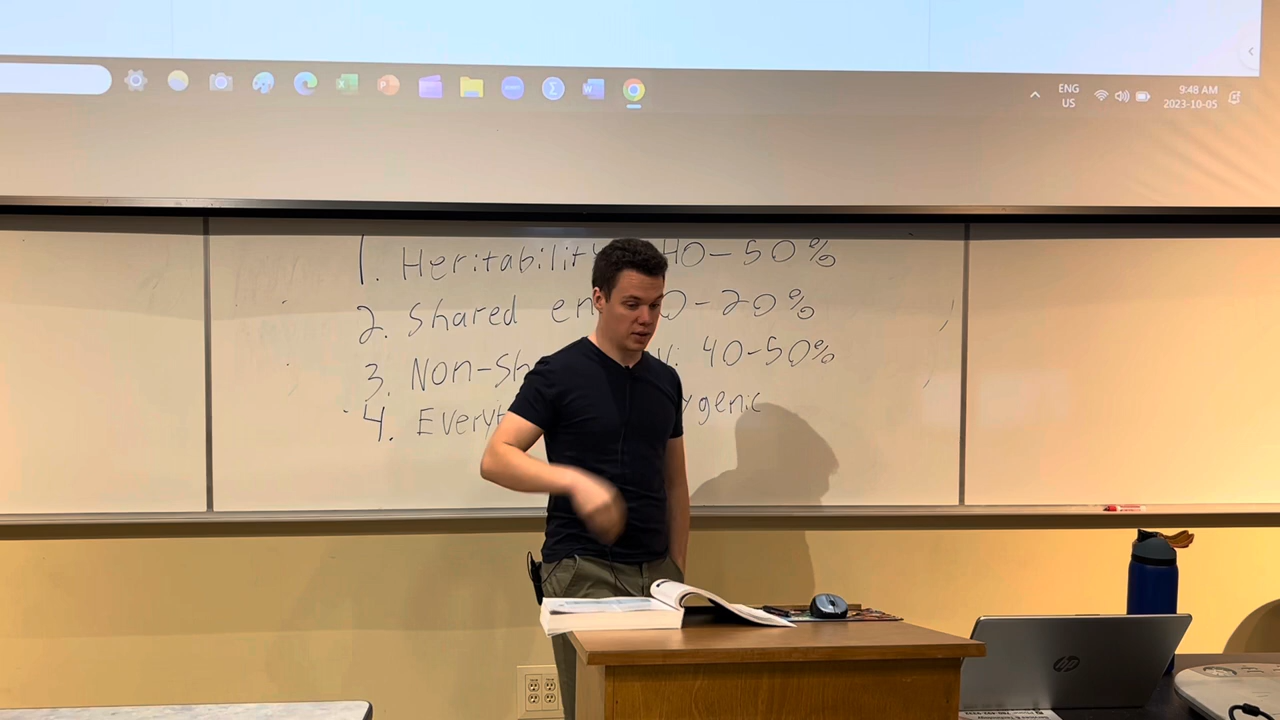 ENG
US
9:48 AM
2023-10-05
1. Heritability 40-50%
2. Shared en 0-20%
3. Non-sh v: 40-50%
4. Everyt ygenic
hp